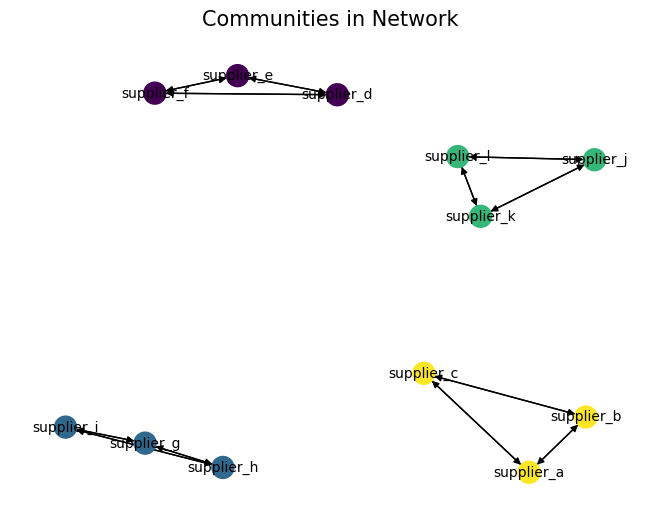 Communities in Network
supplier_e
supplier_f
supplier_d
supplier_l
supplier_j
supplier_k
supplier_c
supplier_b
supplier_i
supplier_g
supplier_h
supplier_a